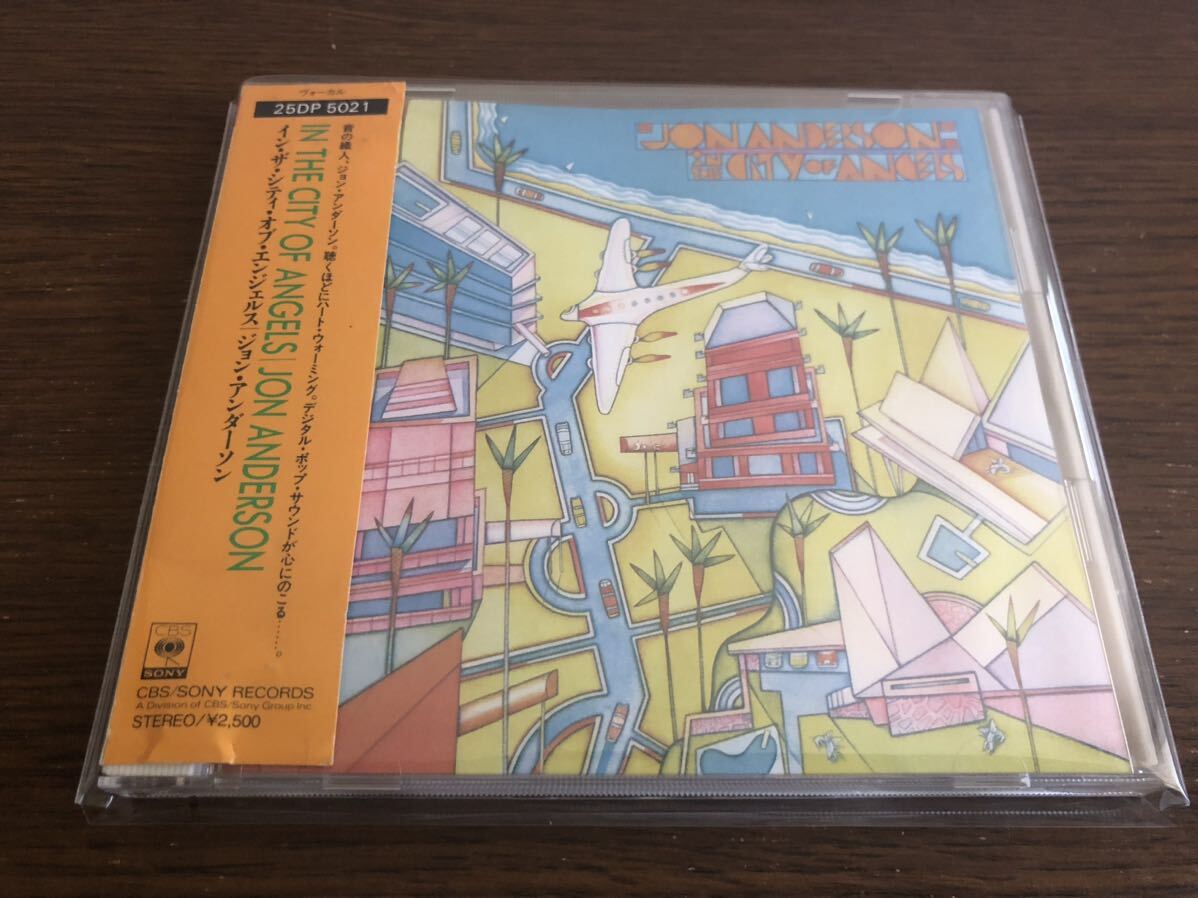 ヴォーカル
25DP 5021
音の織人、ジョン・アンダーソン。聴くほどにハート・ウォーミング。デジタル・ポップ・サウンドが心にのこる……。
IN THE CITY OF ANGELS | JON ANDERSON
イン・ザ・シティ・オブ・エンジェルス | ジョン・アンダーソン
CBS
SONY
CBS/SONY RECORDS
A Division of CBS/Sony Group Inc
STEREO/¥2,500
JON ANDERSON
IN THE CITY OF ANGELS